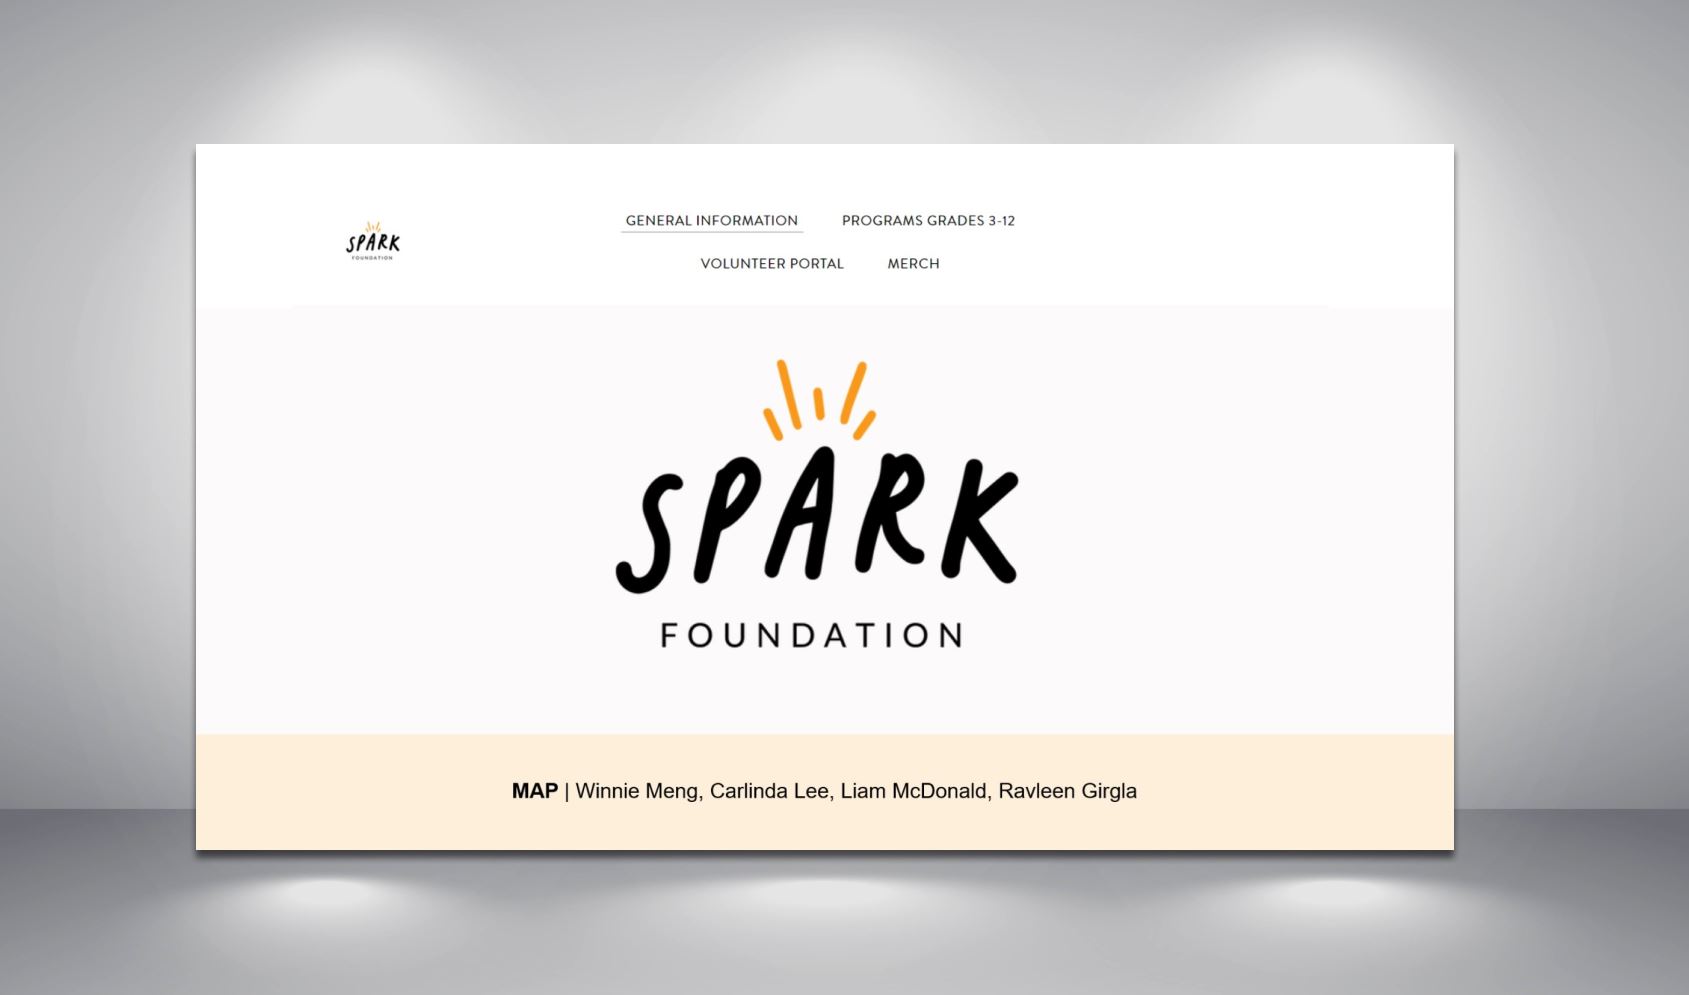 SPARK
FOUNDATION
GENERAL INFORMATION PROGRAMS GRADES 3-12
VOLUNTEER PORTAL MERCH
SPARK
FOUNDATION
MAP | Winnie Meng, Carlinda Lee, Liam McDonald, Ravleen Girgla